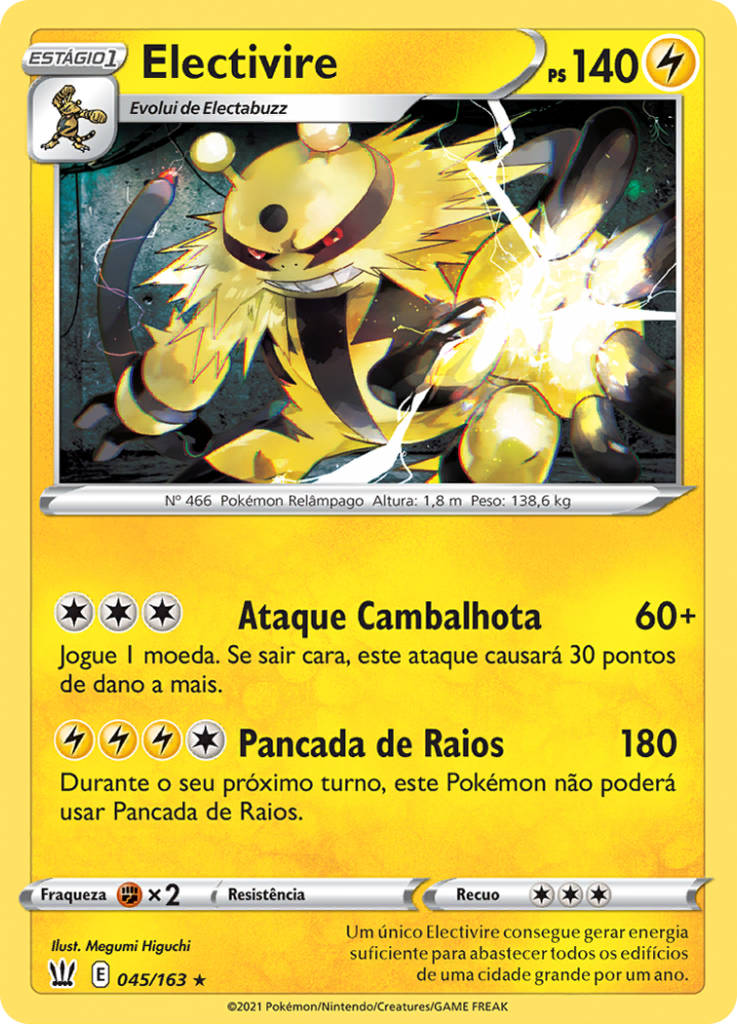 ESTÁGIO1
Electivire
PS 140
Evolui de Electabuzz
Nº 466 Pokémon Relâmpago Altura: 1,8 m Peso: 138,6 kg
Ataque Cambalhota 60+
Jogue 1 moeda. Se sair cara, este ataque causará 30 pontos
de dano a mais.
Pancada de Raios 180
Durante o seu próximo turno, este Pokémon não poderá
usar Pancada de Raios.
Fraqueza ×2 Resistência Recuo
Ilust. Megumi Higuchi
E 045/163 ★
Um único Electivire consegue gerar energia
suficiente para abastecer todos os edifícios
de uma cidade grande por um ano.
©2021 Pokémon/Nintendo/Creatures/GAME FREAK